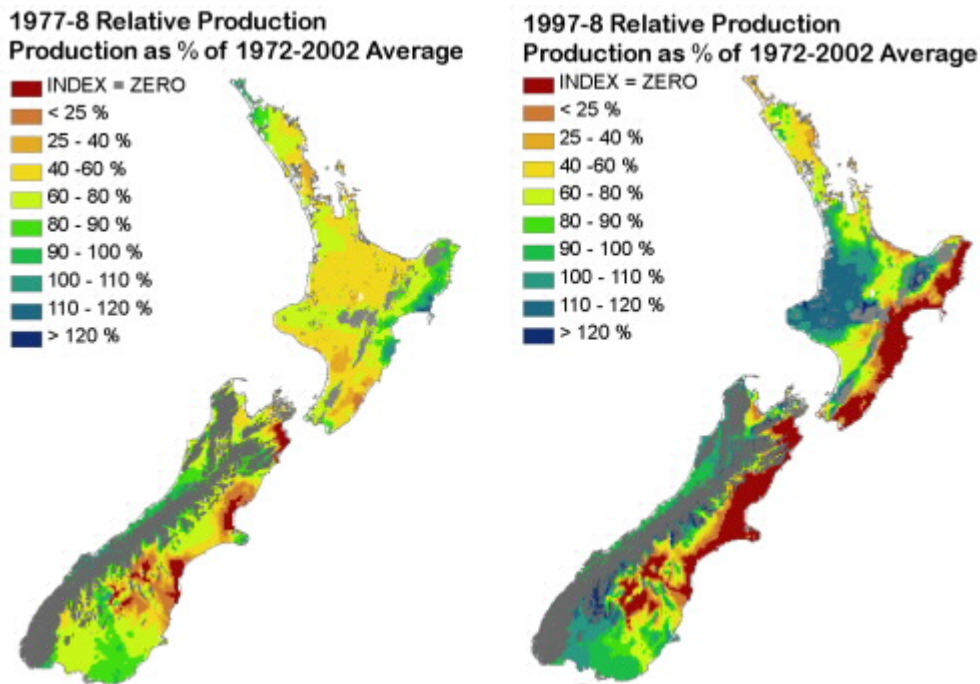 1977-8 Relative Production
Production as % of 1972-2002 Average
INDEX = ZERO
< 25 %
25 - 40 %
40 -60 %
60 - 80 %
80 - 90 %
90 - 100 %
100 - 110 %
110 - 120 %
> 120 %
1997-8 Relative Production
Production as % of 1972-2002 Average
INDEX = ZERO
< 25 %
25 - 40 %
40 -60 %
60 - 80 %
80 - 90 %
90 - 100 %
100 - 110 %
110 - 120 %
> 120 %